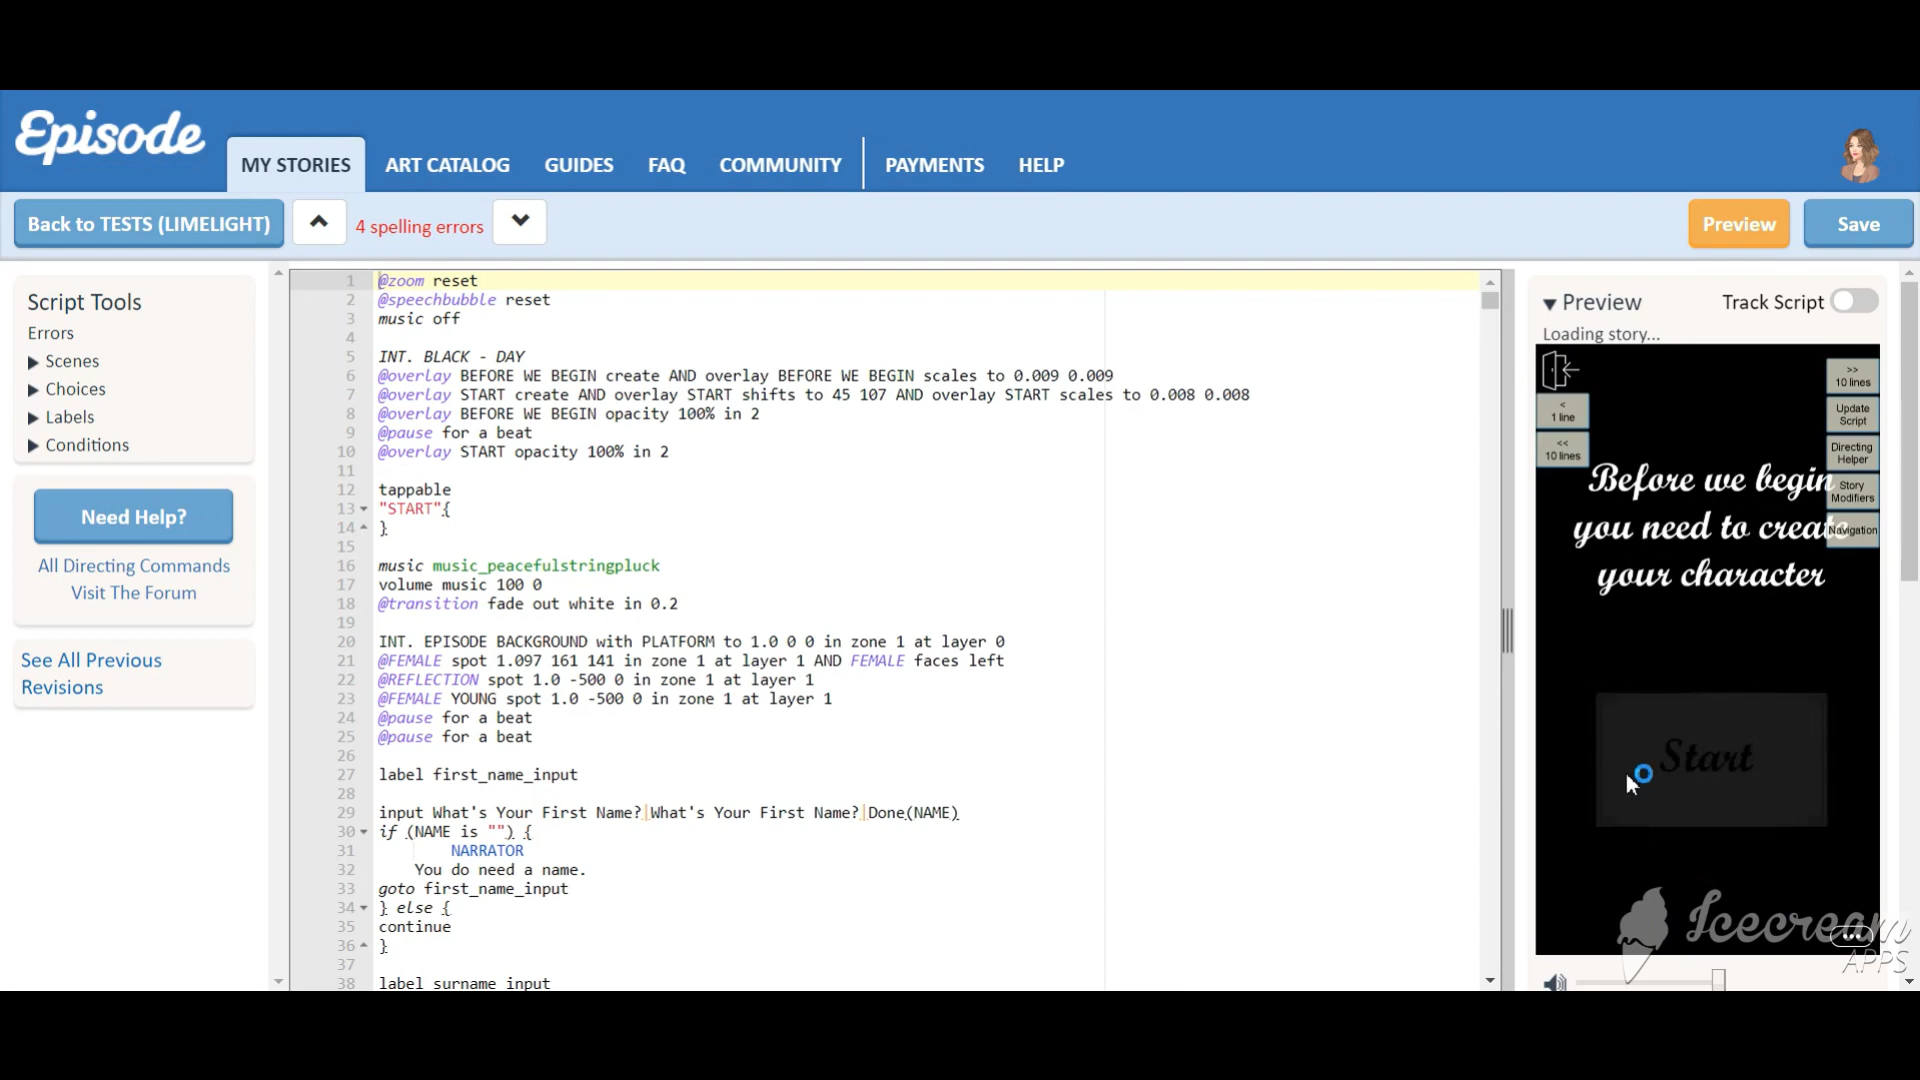 Episode
MY STORIES
ART CATALOG
GUIDES
FAQ
COMMUNITY
PAYMENTS
HELP
Back to TESTS (LIMELIGHT)
4 spelling errors
Preview
Save
Script Tools
Errors
Scenes
Choices
Labels
Conditions
Need Help?
All Directing Commands
Visit The Forum
See All Previous
Revisions
1 @zoom reset
2 @speechbubble reset
3 music off
4
5 INT. BLACK - DAY
6 @overlay BEFORE WE BEGIN create AND overlay BEFORE WE BEGIN scales to 0.009 0.009
7 @overlay START create AND overlay START shifts to 45 107 AND overlay START scales to 0.008 0.008
8 @overlay BEFORE WE BEGIN opacity 100% in 2
9 @pause for a beat
10 @overlay START opacity 100% in 2
11
12 tappable
13 "START"{
14 }
15
16 music music_peacefulstringpluck
17 volume music 100 0
18 @transition fade out white in 0.2
19
20 INT. EPISODE BACKGROUND with PLATFORM to 1.0 0 0 in zone 1 at layer 0
21 @FEMALE spot 1.097 161 141 in zone 1 at layer 1 AND FEMALE faces left
22 @REFLECTION spot 1.0 -500 0 in zone 1 at layer 1
23 @FEMALE YOUNG spot 1.0 -500 0 in zone 1 at layer 1
24 @pause for a beat
25 @pause for a beat
26
27 label first_name_input
28
29 input What's Your First Name?|What's Your First Name?|Done(NAME)
30 if (NAME is "") {
31 NARRATOR
32 You do need a name.
33 goto first_name_input
34 } else {
35 continue
36 }
37
38 label surname_input
Preview
Track Script
Loading story...
>>
10 lines
<
1 line
Update
Script
<<
10 lines
Directing
Helper
Story
Modifiers
Navigation
Before we begin
you need to create
your character
Start
Icecream
APPS